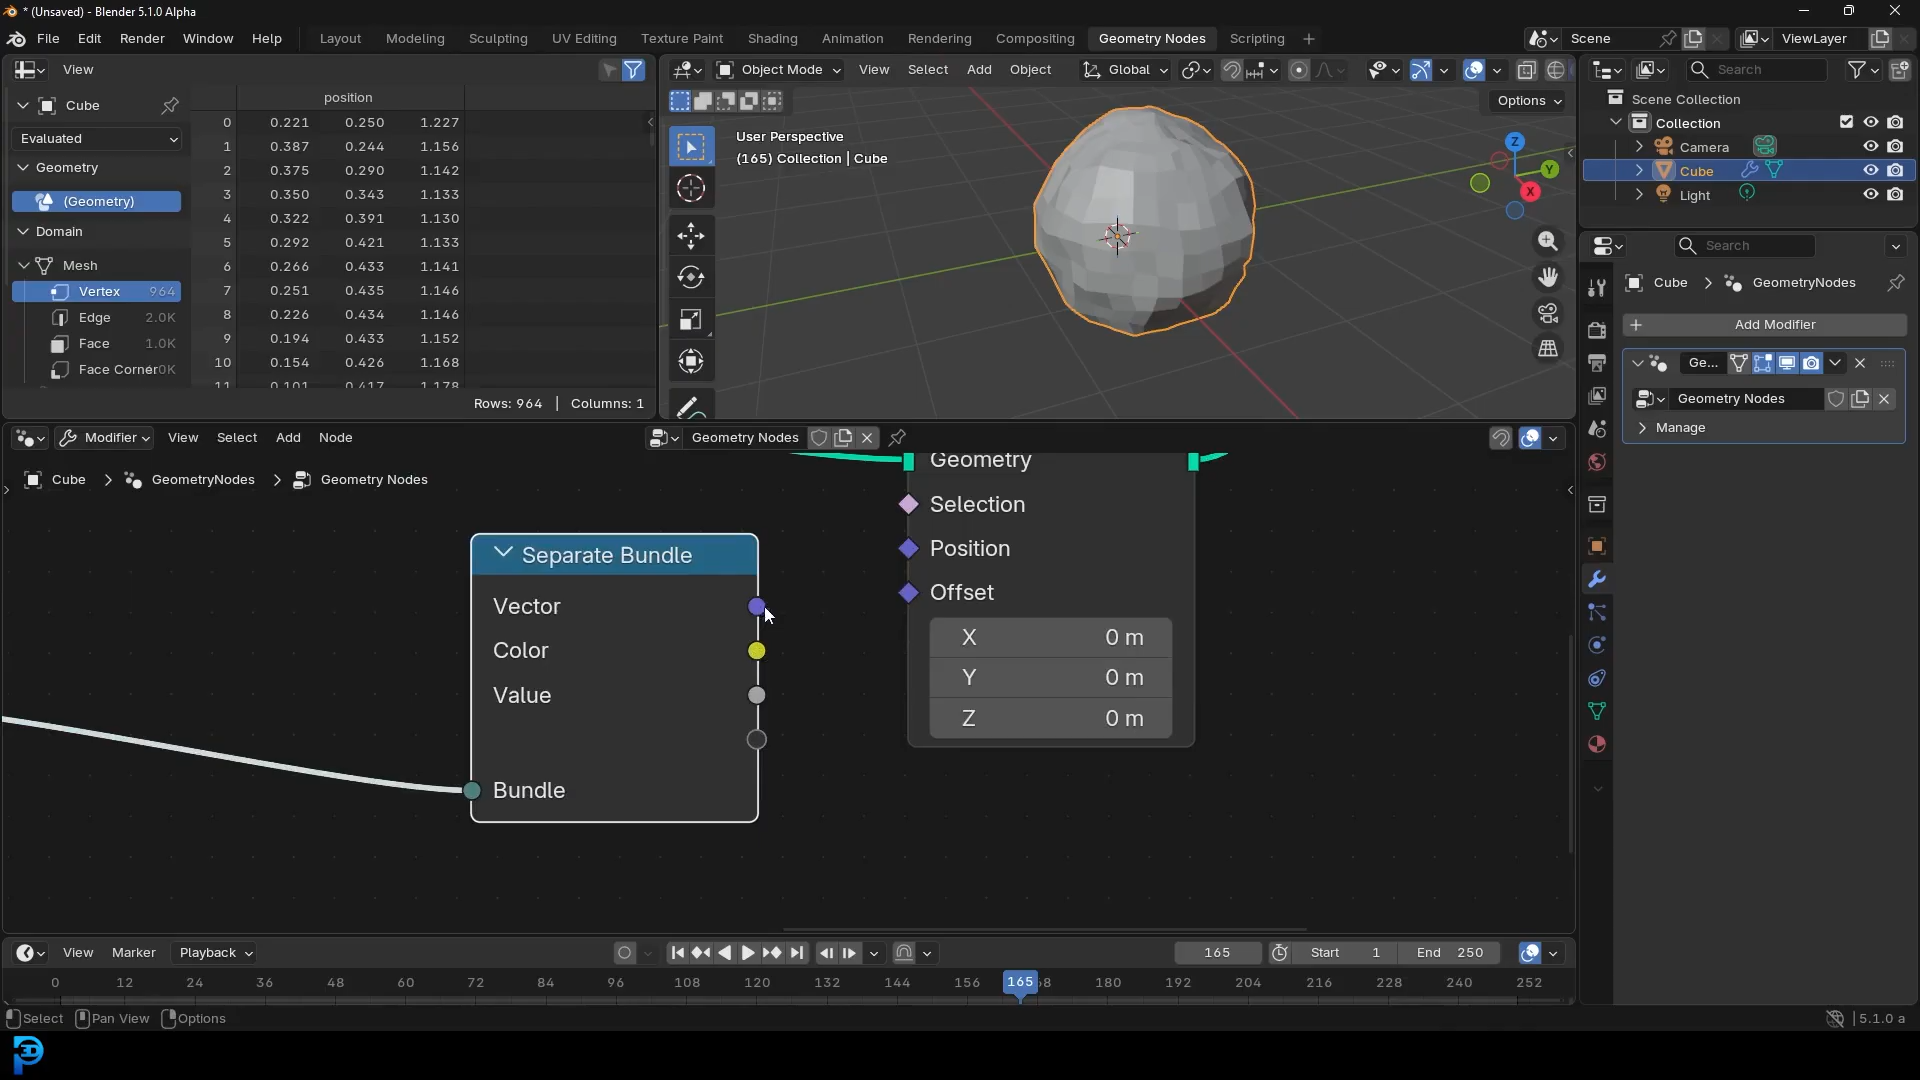 * (Unsaved) - Blender 5.1.0 Alpha
File Edit Render Window Help Layout Modeling Sculpting UV Editing Texture Paint Shading Animation Rendering Compositing Geometry Nodes Scripting Scene ViewLayer
View Object Mode View Select Add Object Global Search
Cube position Options Scene Collection
0 0.221 0.250 1.227
Collection
Evaluated User Perspective
1 0.387 0.244 1.156
(165) Collection | Cube Camera
Geometry 2 0.375 0.290 1.142 Z Y X
Cube
3 0.350 0.343 1.133 Light
(Geometry)
4 0.322 0.391 1.130
Domain 5 0.292 0.421 1.133
Search
Mesh 6 0.266 0.433 1.141
Vertex 964 7 0.251 0.435 1.146 Cube GeometryNodes
Edge 2.0K 8 0.226 0.434 1.146 Add Modifier
Face 1.0K 9 0.194 0.433 1.152
Face Corner 0K 10 0.154 0.426 1.168 Ge...
11 0.101 0.417 1.178
Rows: 964 | Columns: 1 Geometry Nodes
Manage
Modifier View Select Add Node Geometry Nodes
Cube GeometryNodes Geometry Nodes
Geometry
Selection
Position
Offset
X 0 m
Y 0 m
Z 0 m
Separate Bundle
Vector
Color
Value
Bundle
View Marker Playback 165 Start 1 End 250
0 12 24 36 48 60 72 84 96 108 120 132 144 156 165 180 192 204 216 228 240 252
Select Pan View Options 5.1.0 a